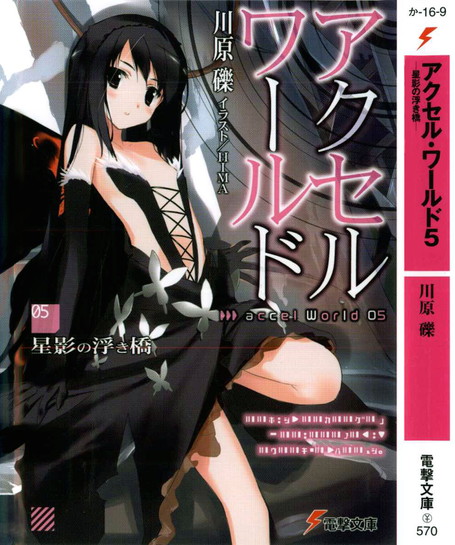 アクセル・ワールド
川原 礫
イラスト/HIMA
accel World 05
05
星影の浮き橋
電撃文庫
か-16-9
アクセル・ワールド5
―星影の浮き橋―
川原 礫
電撃文庫
¥
570